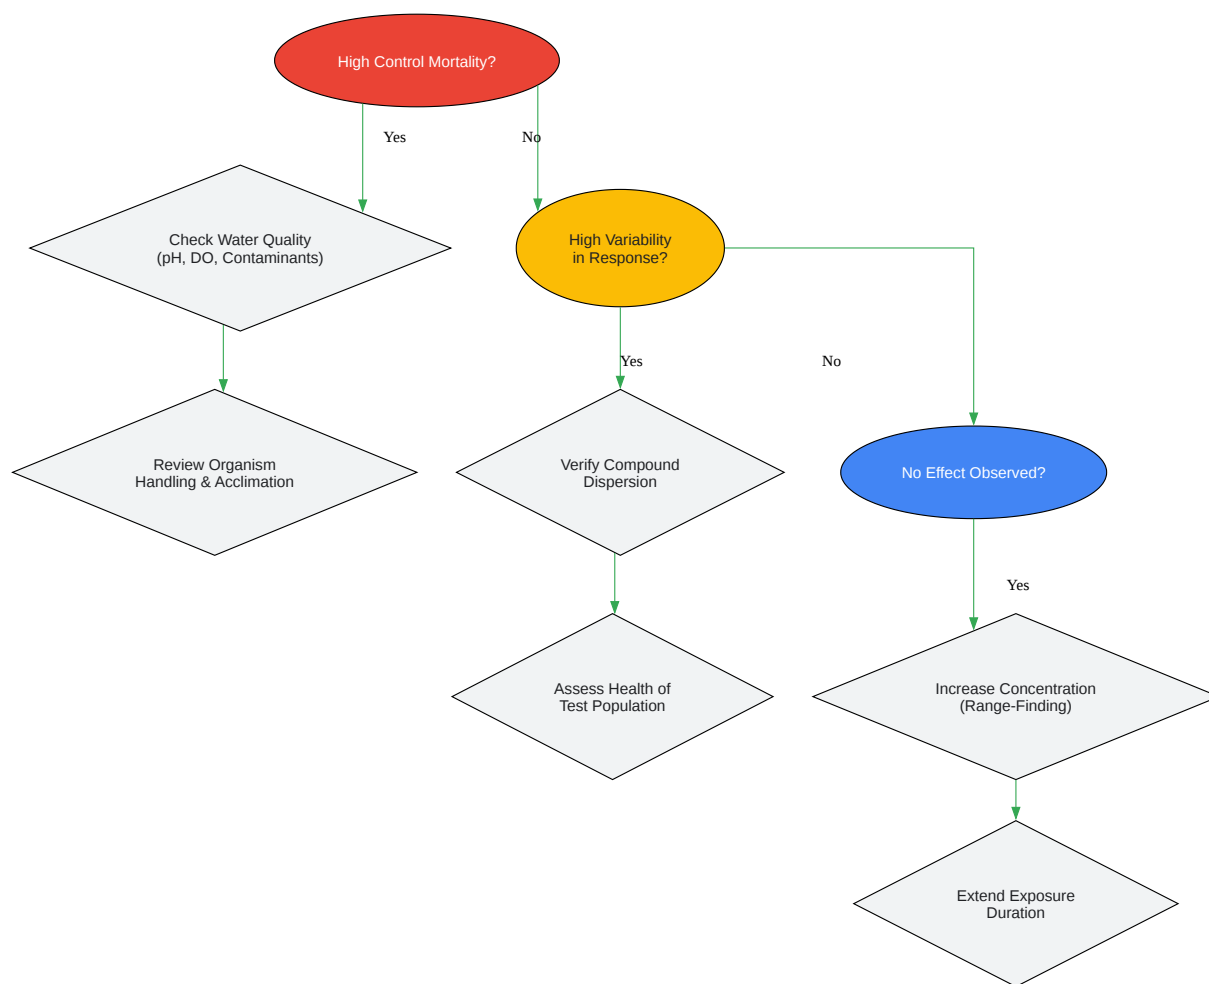 High Control Mortality?
Yes
No
Check Water Quality
(pH, DO, Contaminants)
High Variability
in Response?
Yes
No
Review Organism
Handling & Acclimation
Verify Compound
Dispersion
No Effect Observed?
Yes
Assess Health of
Test Population
Increase Concentration
(Range-Finding)
Extend Exposure
Duration